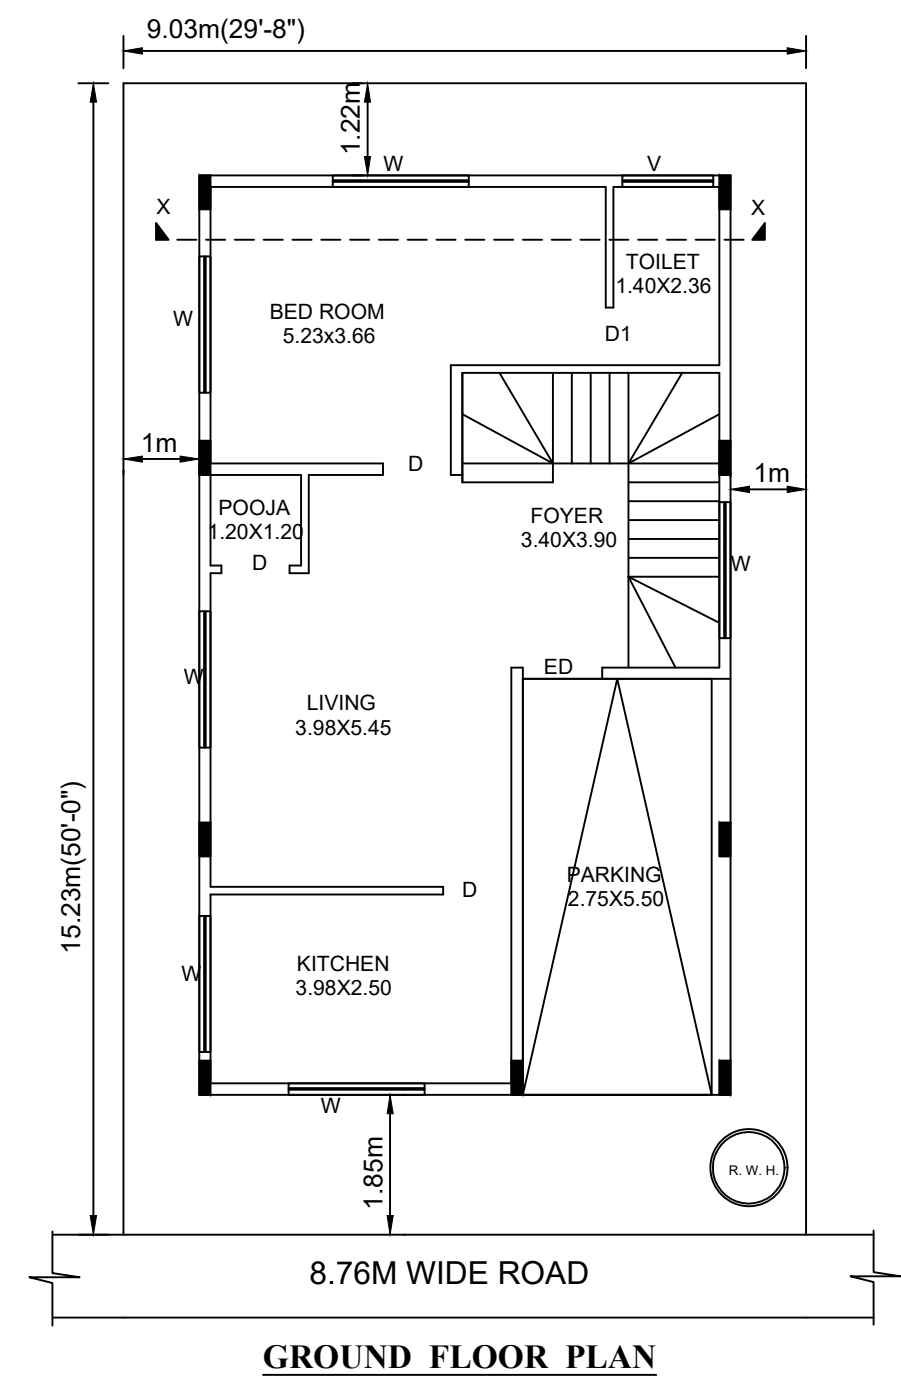 9.03m(29'-8")
1.22m
W
V
X
X
TOILET
1.40X2.36
BED ROOM
5.23x3.66
W
D1
1m
D
1m
POOJA
1.20X1.20
D
FOYER
3.40X3.90
W
W
ED
LIVING
3.98X5.45
15.23m(50'-0")
PARKING
2.75X5.50
D
KITCHEN
3.98X2.50
W
W
1.85m
R. W. H.
8.76M WIDE ROAD
GROUND FLOOR PLAN